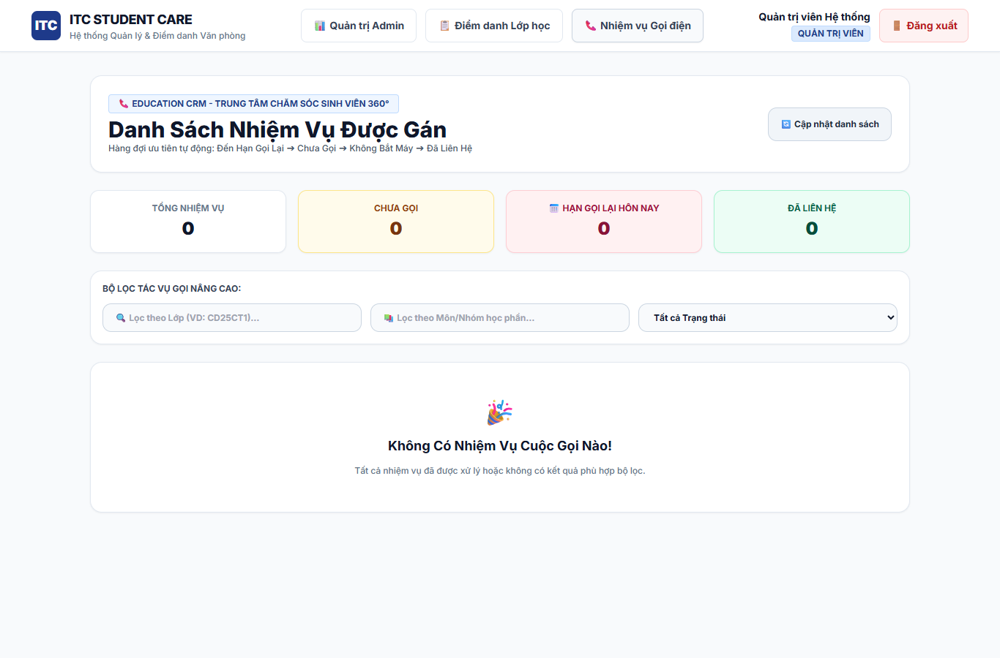 ITC
ITC STUDENT CARE
Hệ thống Quản lý & Điểm danh Văn phòng
Quản trị Admin
Điểm danh Lớp học
Nhiệm vụ Gọi điện
Quản trị viên Hệ thống
QUẢN TRỊ VIÊN
Đăng xuất
EDUCATION CRM - TRUNG TÂM CHĂM SÓC SINH VIÊN 360°
Danh Sách Nhiệm Vụ Được Gán
Hàng đợi ưu tiên tự động: Đến Hạn Gọi Lại → Chưa Gọi → Không Bắt Máy → Đã Liên Hệ
Cập nhật danh sách
TỔNG NHIỆM VỤ
0
CHƯA GỌI
0
HẠN GỌI LẠI HÔN NAY
0
ĐÃ LIÊN HỆ
0
BỘ LỌC TÁC VỤ GỌI NÂNG CAO:
Lọc theo Lớp (VD: CD25CT1)...
Lọc theo Môn/Nhóm học phần...
Tất cả Trạng thái
Không Có Nhiệm Vụ Cuộc Gọi Nào!
Tất cả nhiệm vụ đã được xử lý hoặc không có kết quả phù hợp bộ lọc.